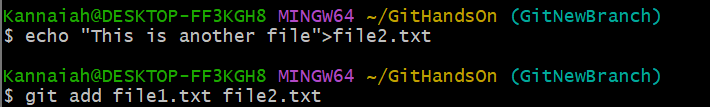 Kannaiah@DESKTOP-FF3KGH8 MINGW64 ~/GitHandsOn (GitNewBranch)
$ echo "This is another file">file2.txt
Kannaiah@DESKTOP-FF3KGH8 MINGW64 ~/GitHandsOn (GitNewBranch)
$ git add file1.txt file2.txt